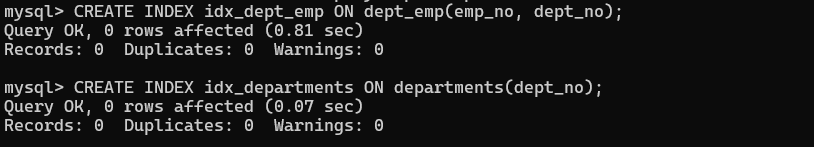 mysql> CREATE INDEX idx_dept_emp ON dept_emp(emp_no, dept_no);
Query OK, 0 rows affected (0.81 sec)
Records: 0  Duplicates: 0  Warnings: 0

mysql> CREATE INDEX idx_departments ON departments(dept_no);
Query OK, 0 rows affected (0.07 sec)
Records: 0  Duplicates: 0  Warnings: 0